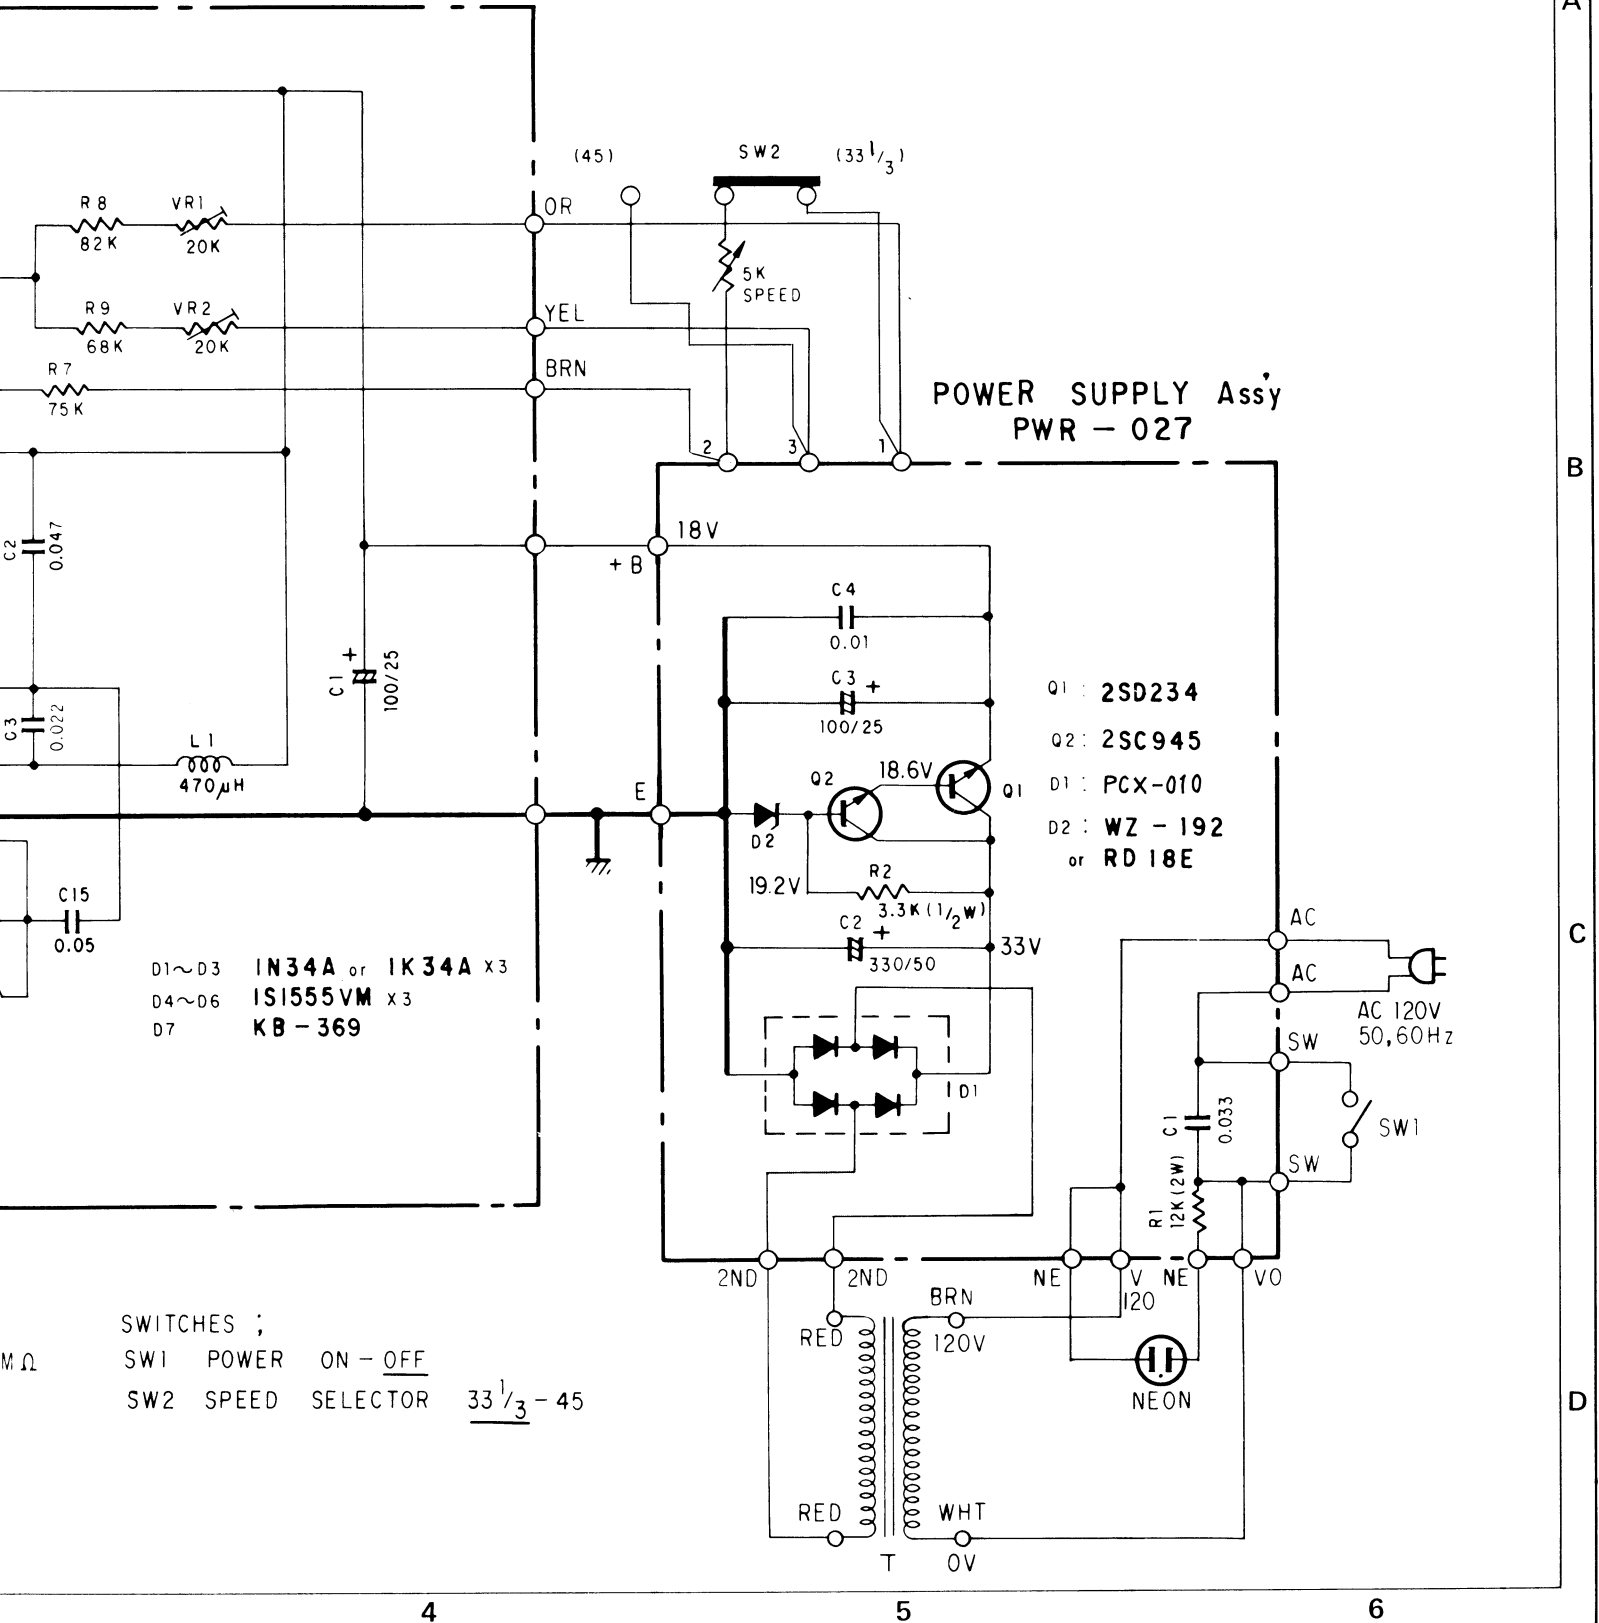 A
(45)
SW2
(33 1/3)
R8
82K
VR1
20K
OR
5K
SPEED
R9
68K
VR2
20K
YEL
R7
75K
BRN
POWER SUPPLY Ass'y
PWR - 027
2
3
1
B
18V
+B
C2
0.047
C4
0.01
C1
+
100/25
C3
+
100/25
Q1 : 2SD234
Q2 : 2SC945
D1 : PCX-010
D2 : WZ - 192
or RD 18E
C3
0.022
L1
470μH
E
Q2
18.6V
Q1
D2
19.2V
R2
3.3K (1/2W)
C2
+
330/50
33V
C15
0.05
AC
C
AC
AC 120V
50,60Hz
D1~D3 1N34A or 1K34A x3
D4~D6 1S1555VM x3
D7 KB-369
SW
D1
C1
0.033
SW1
SW
R1
12K(2W)
2ND
2ND
NE
V
120
NE
VO
BRN
120V
RED
NEON
SWITCHES ;
MΩ
SW1 POWER ON - OFF
SW2 SPEED SELECTOR 33 1/3 - 45
D
RED
WHT
T
0V
4
5
6